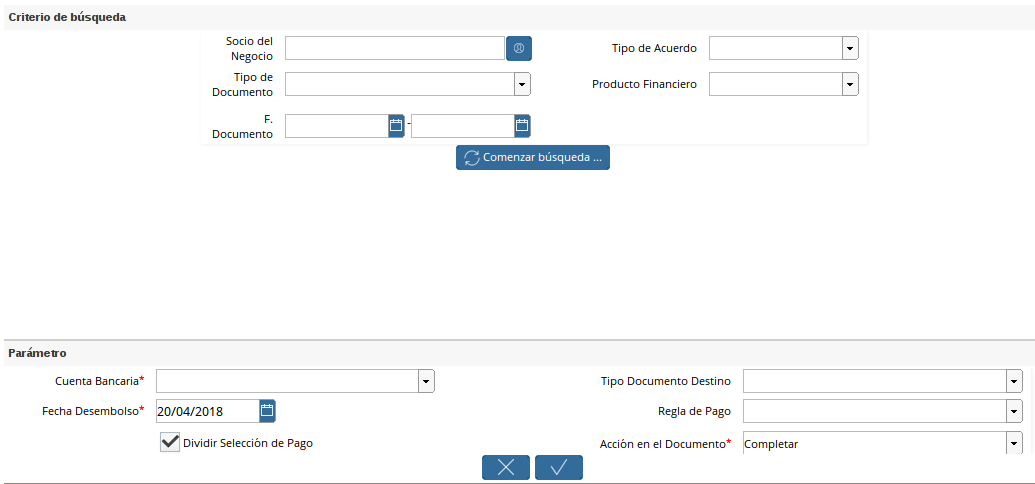 Criterio de búsqueda
Socio del
Negocio
Tipo de Acuerdo
Tipo de
Documento
Producto Financiero
F.
Documento
-
Comenzar búsqueda ...
Parámetro
Cuenta Bancaria*
Tipo Documento Destino
Fecha Desembolso* 20/04/2018
Regla de Pago
Dividir Selección de Pago
Acción en el Documento* Completar